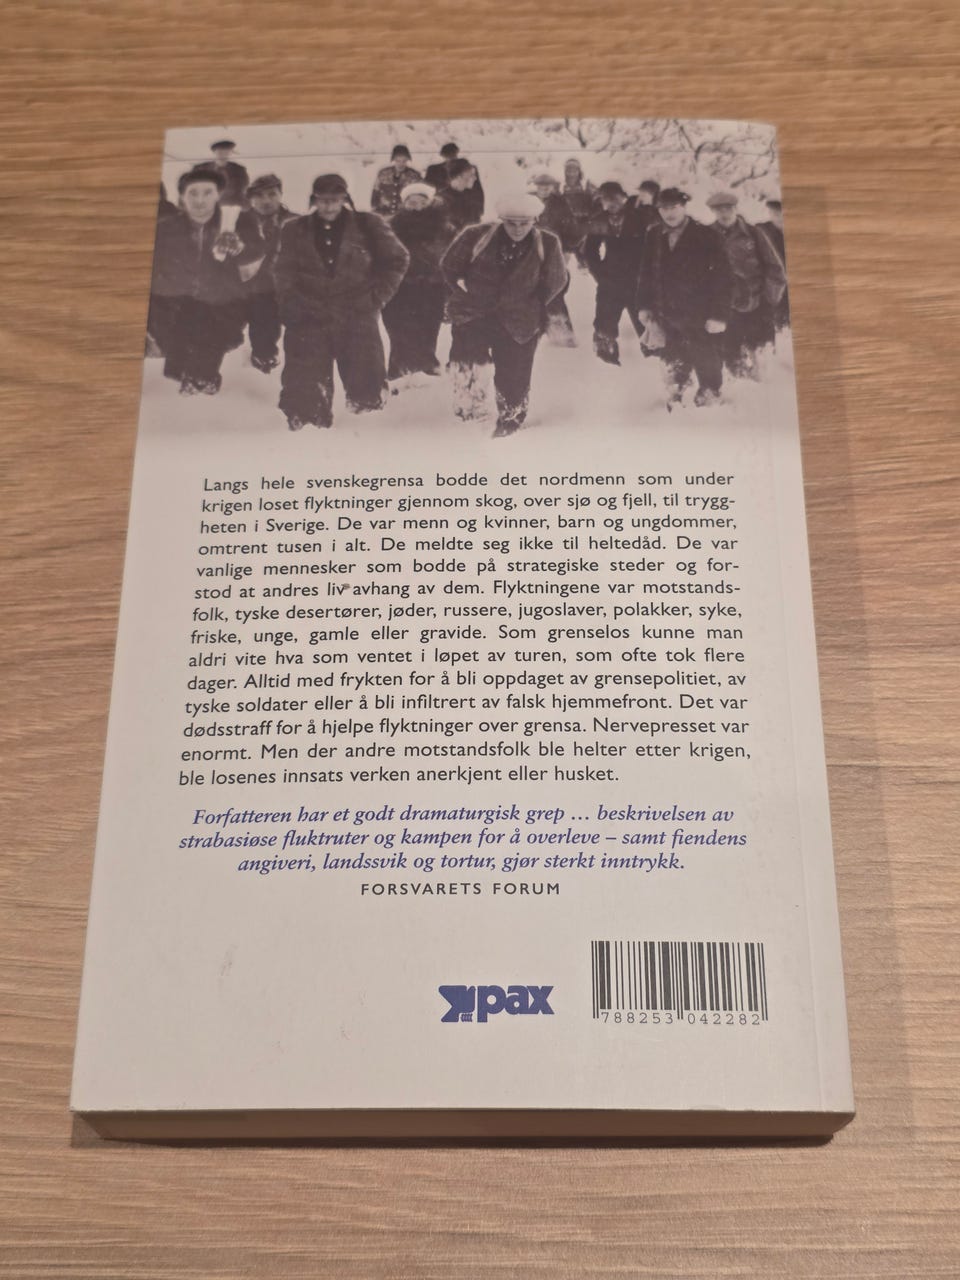 Langs hele svenskegrensa bodde det nordmenn som under
krigen loset flyktninger gjennom skog, over sjø og fjell, til trygg-
heten i Sverige. De var menn og kvinner, barn og ungdommer,
omtrent tusen i alt. De meldte seg ikke til heltedåd. De var
vanlige mennesker som bodde på strategiske steder og for-
stod at andres liv avhang av dem. Flyktningene var motstands-
folk, tyske desertører, jøder, russere, jugoslaver, polakker, syke,
friske, unge, gamle eller gravide. Som grenselos kunne man
aldri vite hva som ventet i løpet av turen, som ofte tok flere
dager. Alltid med frykten for å bli oppdaget av grensepolitiet, av
tyske soldater eller å bli infiltrert av falsk hjemmefront. Det var
dødsstraff for å hjelpe flyktninger over grensa. Nervepresset var
enormt. Men der andre motstandsfolk ble helter etter krigen,
ble losenes innsats verken anerkjent eller husket.
Forfatteren har et godt dramaturgisk grep ... beskrivelsen av
strabasiøse fluktruter og kampen for å overleve – samt fiendens
angiveri, landssvik og tortur, gjør sterkt inntrykk.
FORSVARETS FORUM
pax
788253 042282